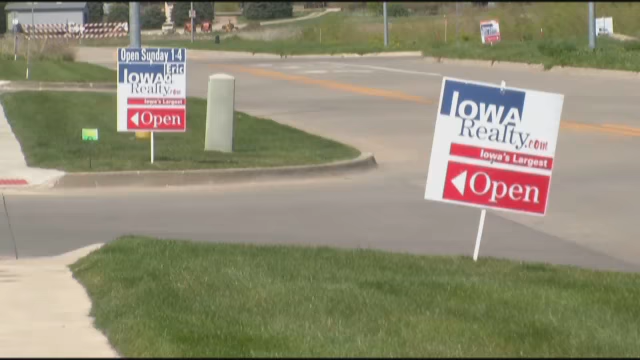 Open Sunday 1-4
Iowa
Realty.com
Iowa's Largest
Open
Iowa
Realty.com
Iowa's Largest
Open